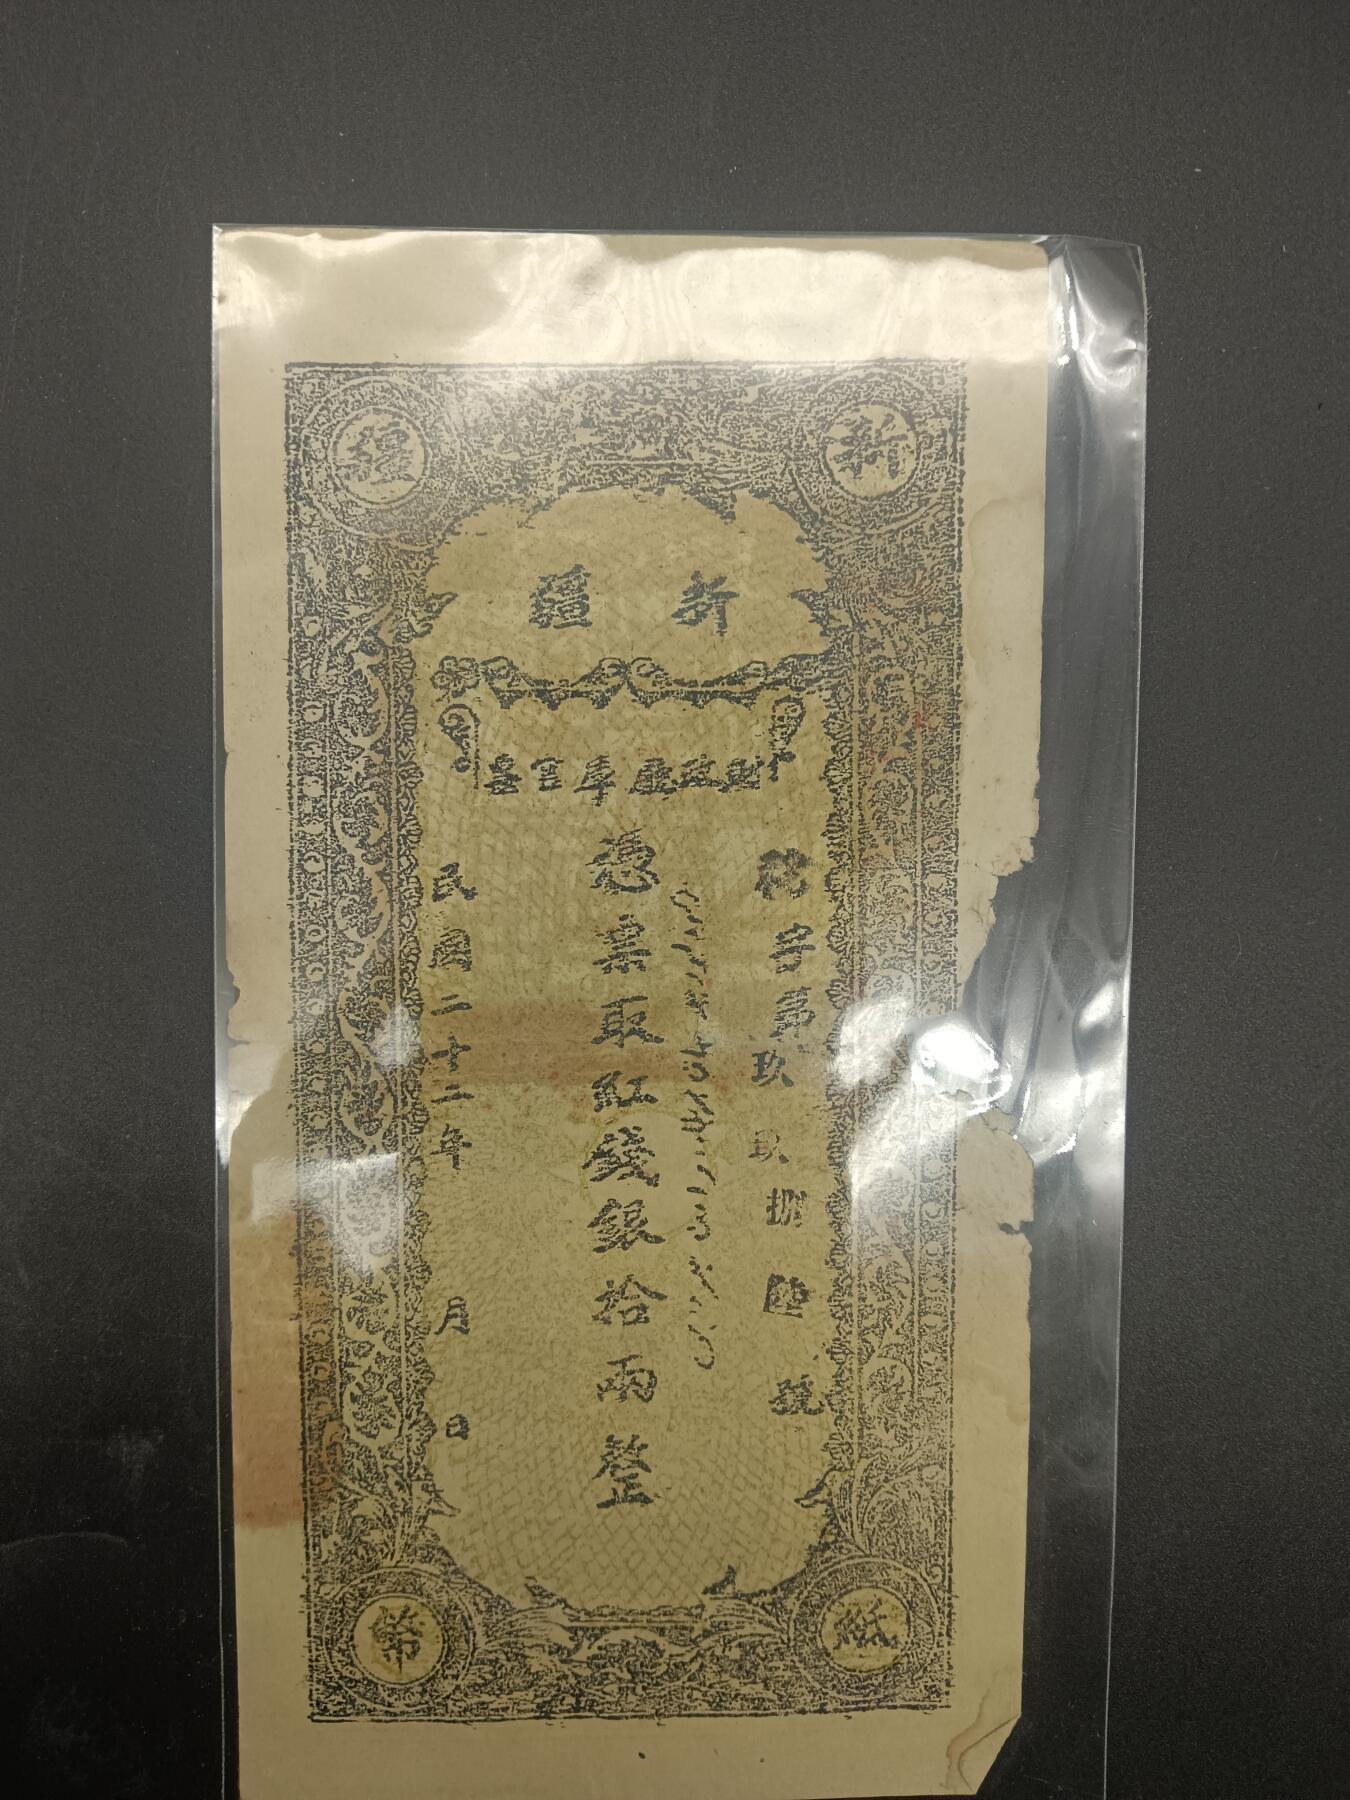 新疆
新疆
財政廳庫官票
字第玖玖捌陸號
憑票取紅錢銀拾兩整
民國二十二年 月 日
紙幣